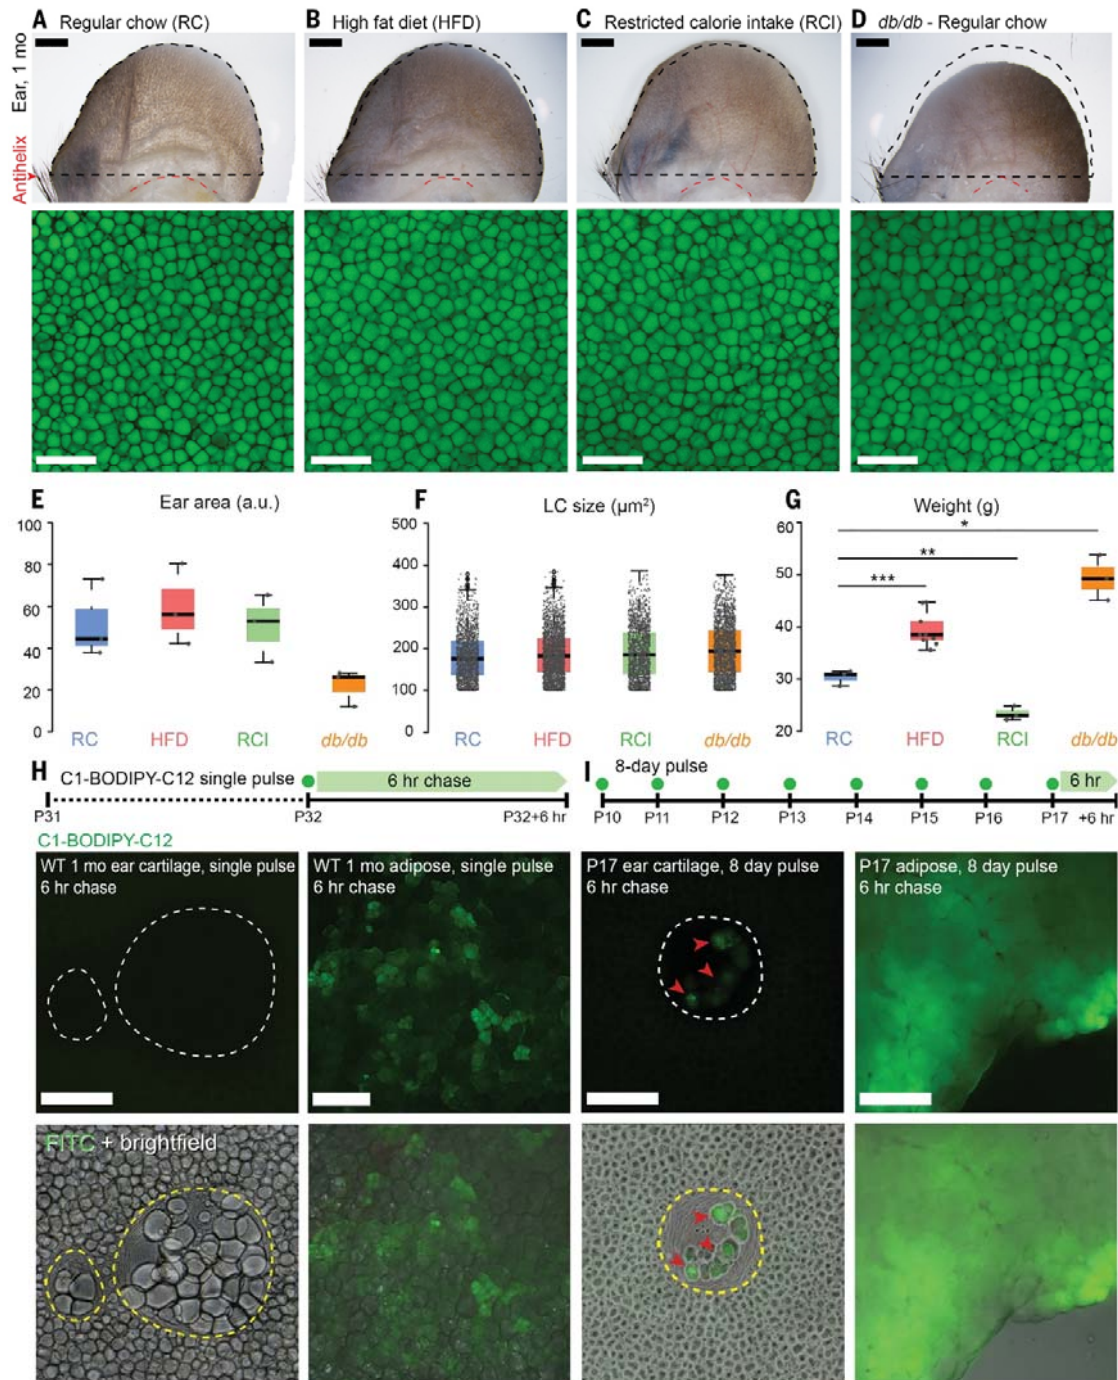 A Regular chow (RC)
B High fat diet (HFD)
C Restricted calorie intake (RCI)
D db/db - Regular chow
Ear, 1 mo
Antihelix
E Ear area (a.u.)
100
80
60
40
20
0
RC HFD RCI db/db
F LC size (µm²)
500
400
300
200
100
0
RC HFD RCI db/db
G Weight (g)
60
50
40
30
20
*
**
***
RC HFD RCI db/db
H C1-BODIPY-C12 single pulse
6 hr chase
P31 P32 P32+6 hr
I 8-day pulse
6 hr
P10 P11 P12 P13 P14 P15 P16 P17 +6 hr
C1-BODIPY-C12
WT 1 mo ear cartilage, single pulse
6 hr chase
WT 1 mo adipose, single pulse
6 hr chase
P17 ear cartilage, 8 day pulse
6 hr chase
P17 adipose, 8 day pulse
6 hr chase
FITC + brightfield